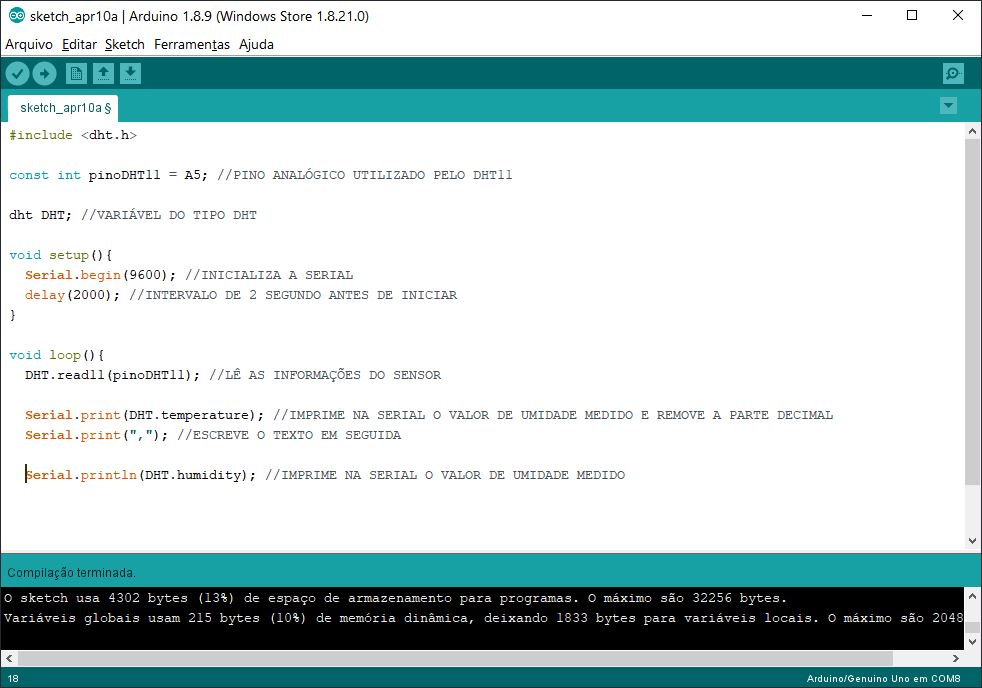 sketch_apr10a | Arduino 1.8.9 (Windows Store 1.8.21.0)
Arquivo Editar Sketch Ferramentas Ajuda
sketch_apr10a §
#include <dht.h>
const int pinoDHT11 = A5; //PINO ANALÓGICO UTILIZADO PELO DHT11
dht DHT; //VARIÁVEL DO TIPO DHT
void setup(){
Serial.begin(9600); //INICIALIZA A SERIAL
delay(2000); //INTERVALO DE 2 SEGUNDO ANTES DE INICIAR
}
void loop(){
DHT.read11(pinoDHT11); //LÊ AS INFORMAÇÕES DO SENSOR
Serial.print(DHT.temperature); //IMPRIME NA SERIAL O VALOR DE UMIDADE MEDIDO E REMOVE A PARTE DECIMAL
Serial.print(","); //ESCREVE O TEXTO EM SEGUIDA
Serial.println(DHT.humidity); //IMPRIME NA SERIAL O VALOR DE UMIDADE MEDIDO
Compilação terminada.
O sketch usa 4302 bytes (13%) de espaço de armazenamento para programas. O máximo são 32256 bytes.
Variáveis globais usam 215 bytes (10%) de memória dinâmica, deixando 1833 bytes para variáveis locais. O máximo são 2048
18
Arduino/Genuino Uno em COM8